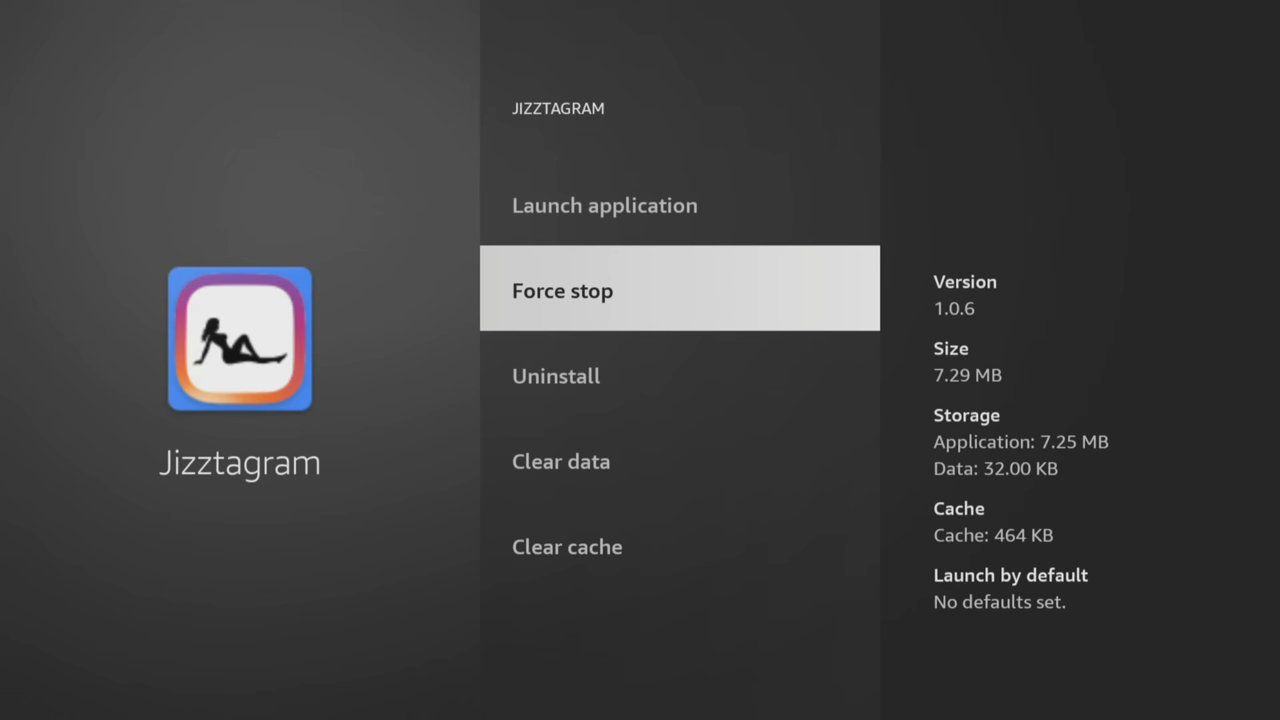 Jizztagram
JIZZTAGRAM
Launch application
Force stop
Uninstall
Clear data
Clear cache
Version
1.0.6
Size
7.29 MB
Storage
Application: 7.25 MB
Data: 32.00 KB
Cache
Cache: 464 KB
Launch by default
No defaults set.